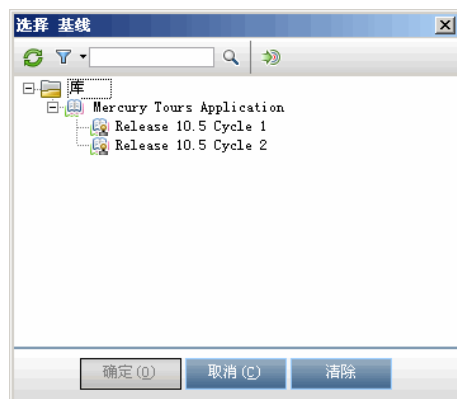 选择 基线
库
Mercury Tours Application
Release 10.5 Cycle 1
Release 10.5 Cycle 2
确定(O) 取消(C) 清除